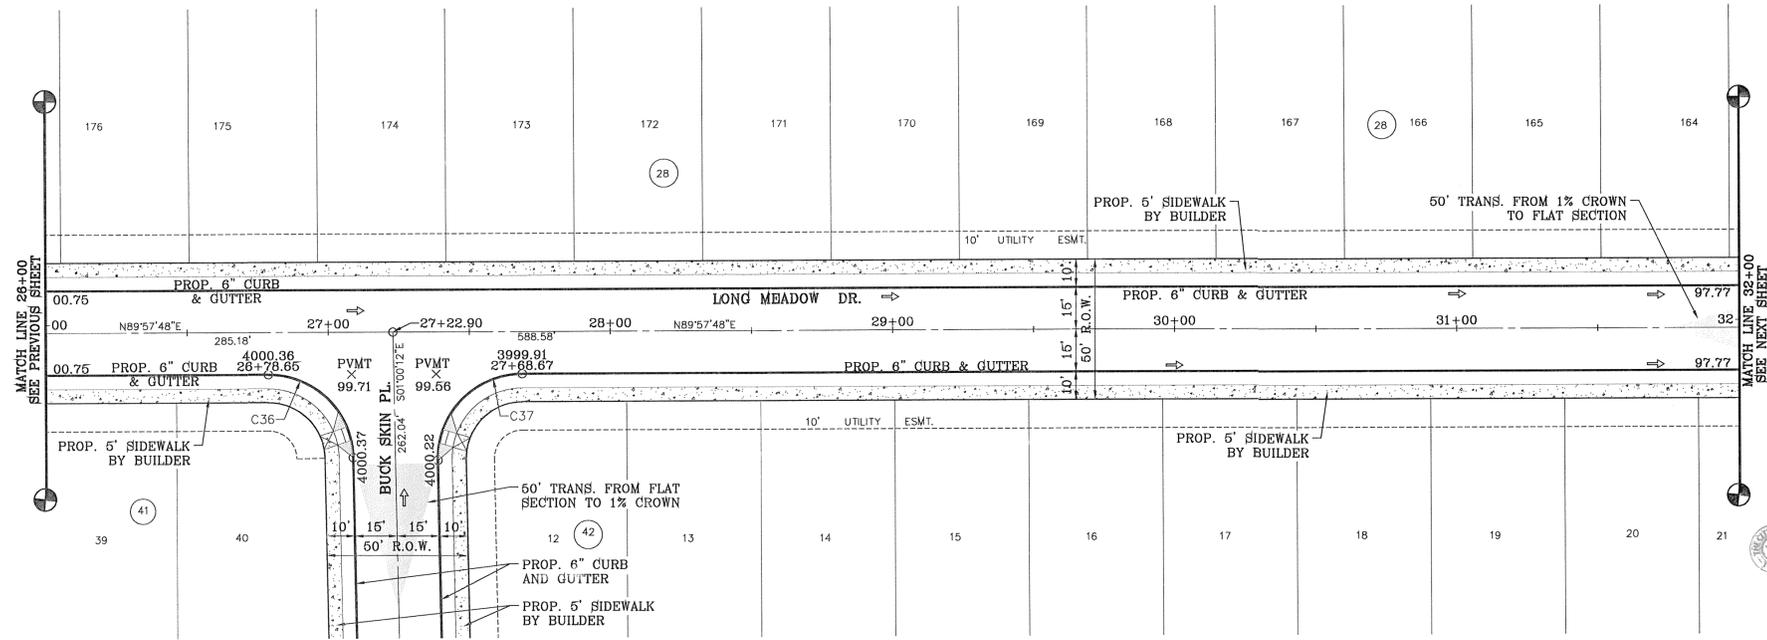 176
175
174
173
172
171
170
169
168
167
28
166
165
164
28
PROP. 5' SIDEWALK
BY BUILDER
50' TRANS. FROM 1% CROWN
TO FLAT SECTION
10' UTILITY ESMT.
MATCH LINE 26+00
SEE PREVIOUS SHEET
MATCH LINE 32+00
SEE NEXT SHEET
00.75
PROP. 6" CURB
& GUTTER
LONG MEADOW DR.
PROP. 6" CURB & GUTTER
97.77
10'
15'
15'
10'
50' R.O.W.
00
N89°57'48"E
27+00
27+22.90
28+00
N89°57'48"E
29+00
30+00
31+00
32
285.18'
588.58'
00.75
PROP. 6" CURB
& GUTTER
4000.36
26+78.65
PVMT
99.71
PVMT
99.56
3999.91
27+68.67
PROP. 6" CURB & GUTTER
97.77
S01°00'12"E
262.04'
BUCK SKIN PL.
C36
C37
4000.37
4000.22
10' UTILITY ESMT.
PROP. 5' SIDEWALK
BY BUILDER
PROP. 5' SIDEWALK
BY BUILDER
50' TRANS. FROM FLAT
SECTION TO 1% CROWN
41
39
40
10' 15' 15' 10'
50' R.O.W.
12
42
13
14
15
16
17
18
19
20
21
PROP. 6" CURB
AND GUTTER
PROP. 5' SIDEWALK
BY BUILDER